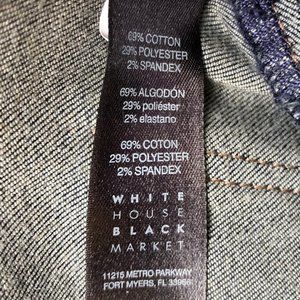 69% COTTON
29% POLYESTER
2% SPANDEX
69% ALGODÓN
29% poliéster
2% elastano
69% COTON
29% POLYESTER
2% SPANDEX
WHITE
HOUSE
BLACK
MARKET
11215 METRO PARKWAY
FORT MYERS, FL 33966